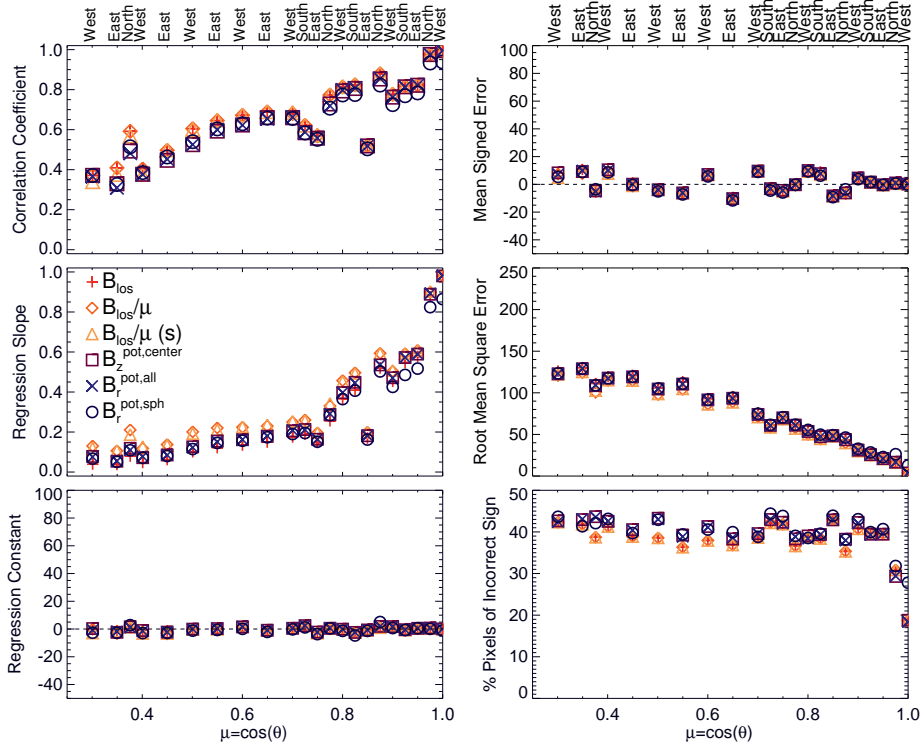 West East North West West West East West East West South East North West South East North West South East North West
West East North West East West East West East West South East North West South East North West South East North West
Correlation Coefficient
1.0
0.8
0.6
0.4
0.2
0.0
Mean Signed Error
100
80
60
40
20
0
-20
-40
Regression Slope
1.0
0.8
0.6
0.4
0.2
0.0
B_los
B_los/μ
B_los/μ (s)
B_z^pot,center
B_r^pot,all
B_r^pot,sph
Root Mean Square Error
250
200
150
100
50
0
Regression Constant
100
80
60
40
20
0
-20
-40
0.4 0.6 0.8 1.0
μ=cos(θ)
% Pixels of Incorrect Sign
50
40
30
20
10
0
0.4 0.6 0.8 1.0
μ=cos(θ)